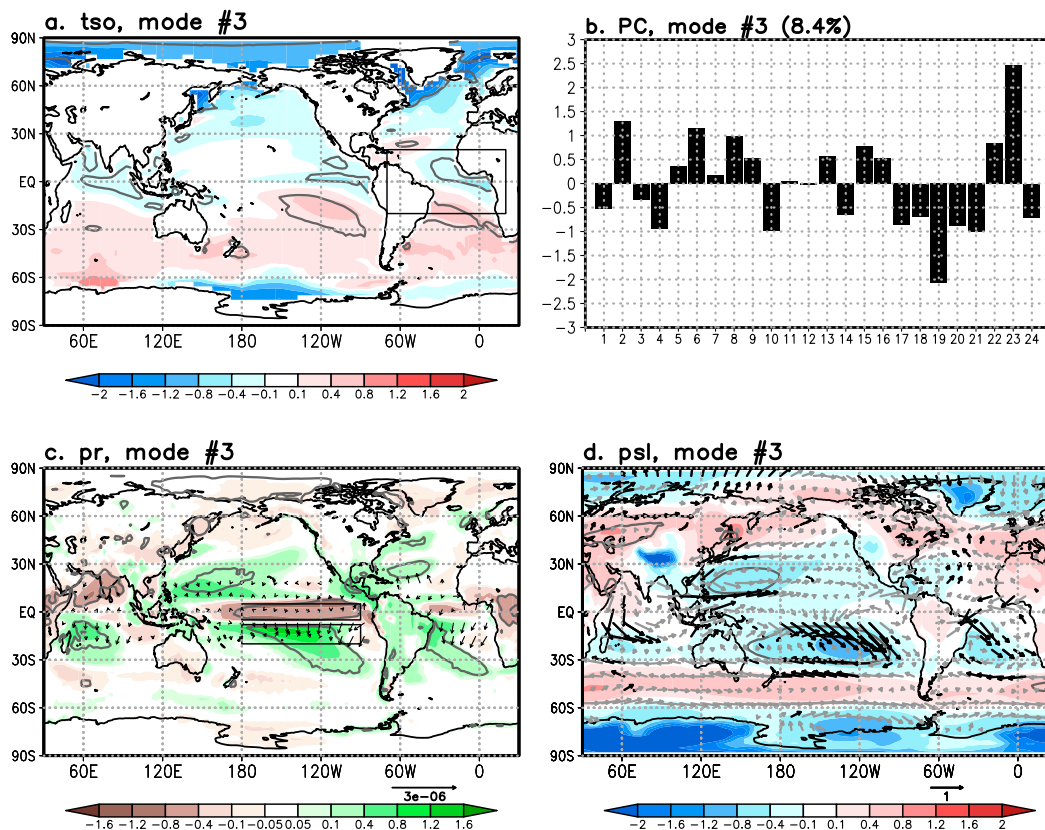 a. tso, mode #3
90N
60N
30N
EQ
30S
60S
90S
60E 120E 180 120W 60W 0
-2 -1.6 -1.2 -0.8 -0.4 -0.1 0.1 0.4 0.8 1.2 1.6 2
b. PC, mode #3 (8.4%)
3
2.5
2
1.5
1
0.5
0
-0.5
-1
-1.5
-2
-2.5
-3
1 2 3 4 5 6 7 8 9 10 11 12 13 14 15 16 17 18 19 20 21 22 23 24
c. pr, mode #3
90N
60N
30N
EQ
30S
60S
90S
60E 120E 180 120W 60W 0
3e-06
-1.6 -1.2 -0.8 -0.4 -0.1 -0.05 0.05 0.1 0.4 0.8 1.2 1.6
d. psl, mode #3
90N
60N
30N
EQ
30S
60S
90S
60E 120E 180 120W 60W 0
1
-2 -1.6 -1.2 -0.8 -0.4 -0.1 0.1 0.4 0.8 1.2 1.6 2